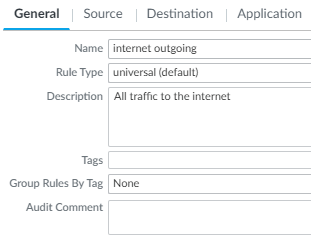 General | Source | Destination | Application
Name internet outgoing
Rule Type universal (default)
Description All traffic to the internet
Tags
Group Rules By Tag None
Audit Comment